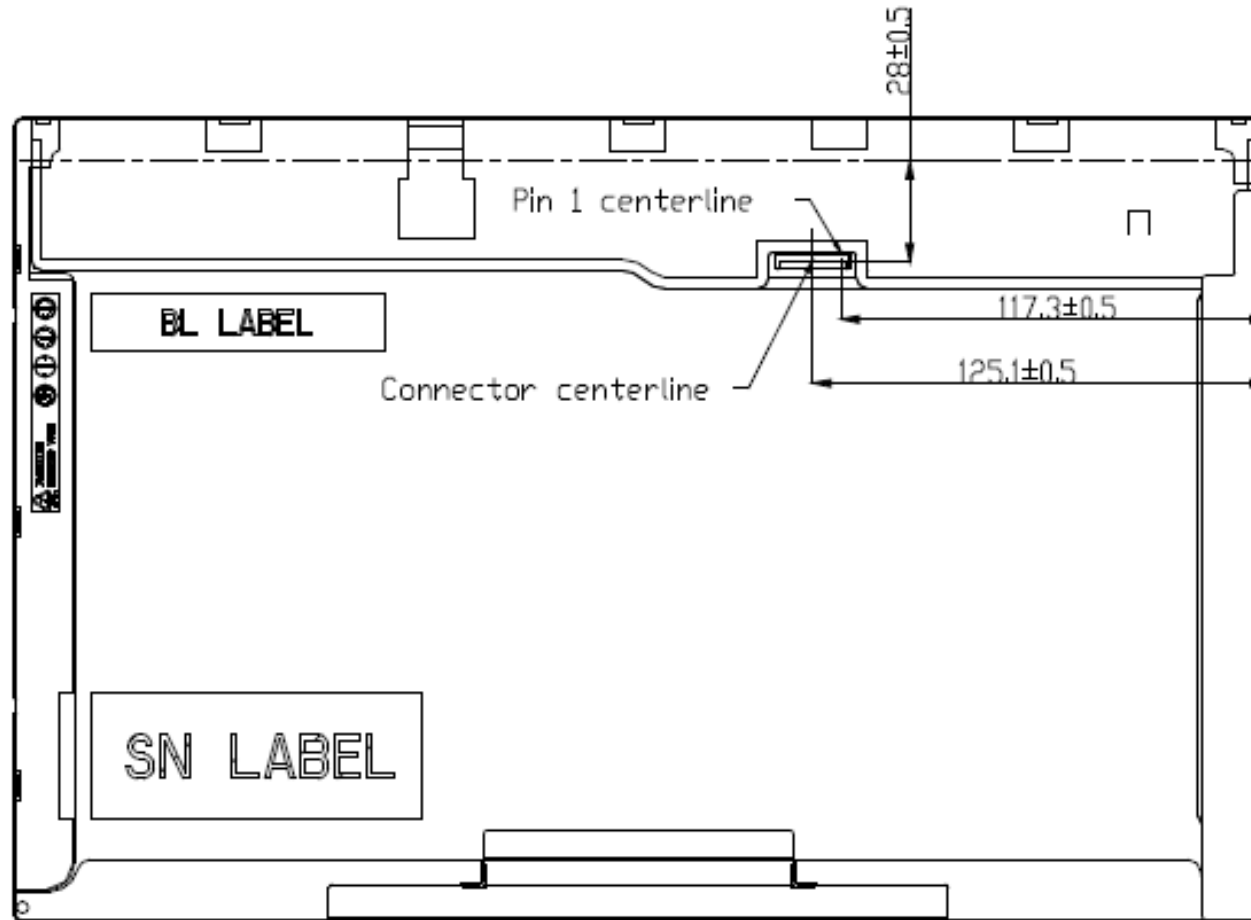 28±0.5
Pin 1 centerline
117.3±0.5
BL LABEL
125.1±0.5
Connector centerline
SN LABEL